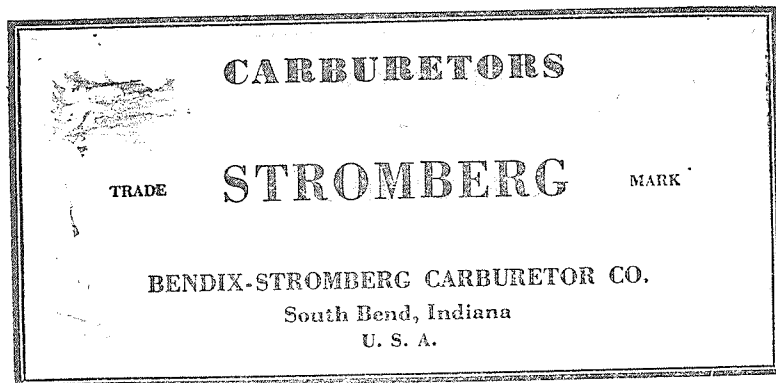 CARBURETORS
TRADE STROMBERG MARK
BENDIX-STROMBERG CARBURETOR CO.
South Bend, Indiana
U. S. A.